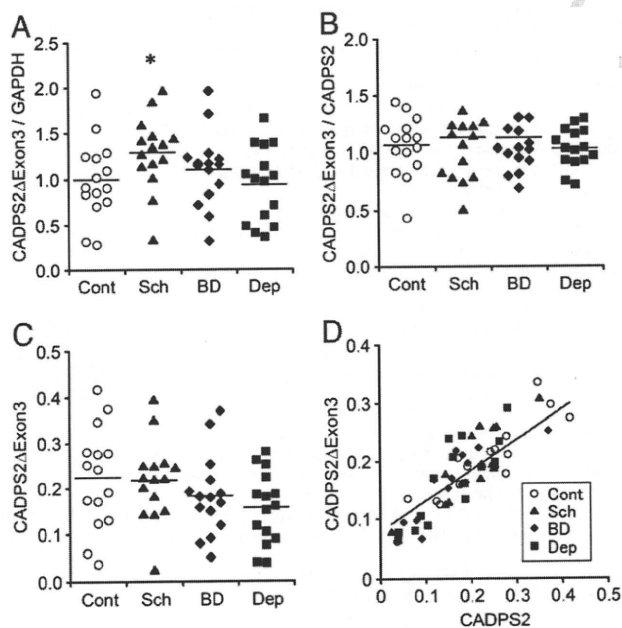 A
CADPS2ΔExon3 / GAPDH
2.5
2.0
1.5
1.0
0.5
0.0
*
Cont Sch BD Dep
B
CADPS2ΔExon3 / CADPS2
2.0
1.5
1.0
0.5
0.0
Cont Sch BD Dep
C
CADPS2ΔExon3
0.5
0.4
0.3
0.2
0.1
0.0
Cont Sch BD Dep
D
CADPS2ΔExon3
0.4
0.3
0.2
0.1
0
0 0.1 0.2 0.3 0.4 0.5
CADPS2
Cont
Sch
BD
Dep